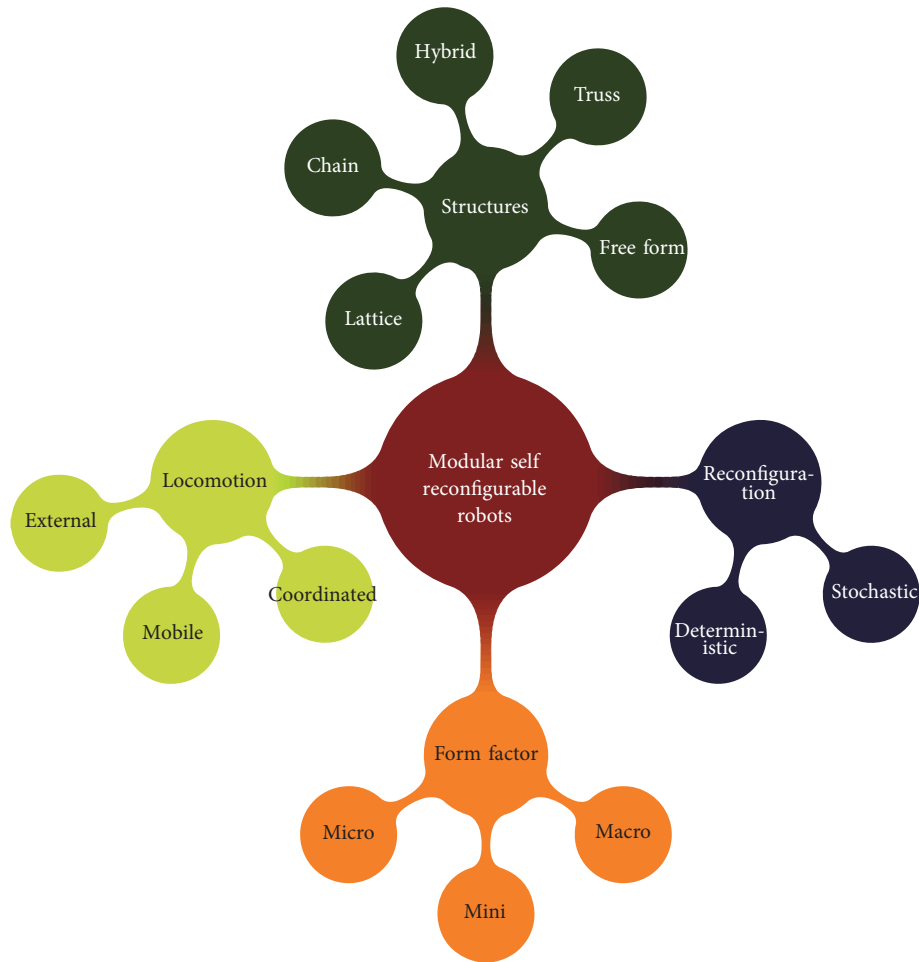 Hybrid
Truss
Chain
Structures
Free form
Lattice
Modular self
reconfigurable
robots
Locomotion
External
Coordinated
Mobile
Reconfigura-
tion
Stochastic
Determin-
istic
Form factor
Micro
Macro
Mini